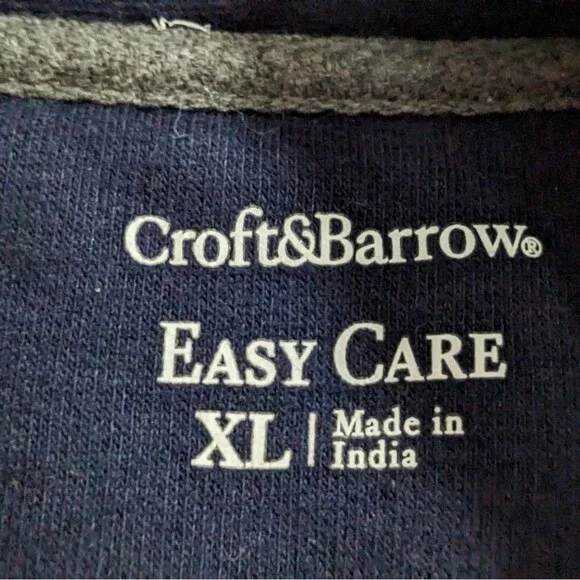 Croft&Barrow®
EASY CARE
XL | Made in
India